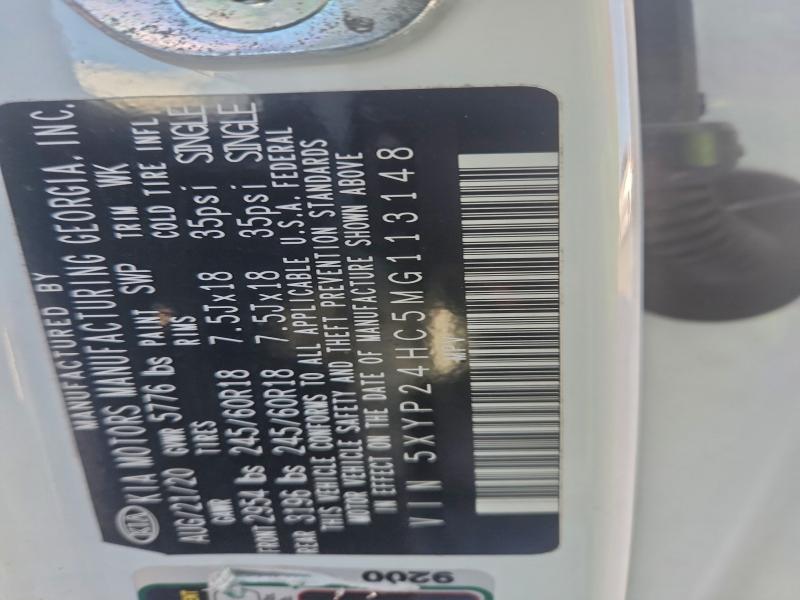 MANUFACTURED BY
KIA KIA MOTORS MANUFACTURING GEORGIA, INC.
AUG/21/20 GVWR 5776 lbs PAINT SWP TRIM WK
GAWR TIRES RIMS COLD TIRE INFL
FRONT 2954 lbs 245/60R18 7.5Jx18 35psi SINGLE
REAR 3196 lbs 245/60R18 7.5Jx18 35psi SINGLE
THIS VEHICLE CONFORMS TO ALL APPLICABLE U.S.A. FEDERAL
MOTOR VEHICLE SAFETY AND THEFT PREVENTION STANDARDS
IN EFFECT ON THE DATE OF MANUFACTURE SHOWN ABOVE
VIN 5XYP24HC5MG113148
MPV
9200